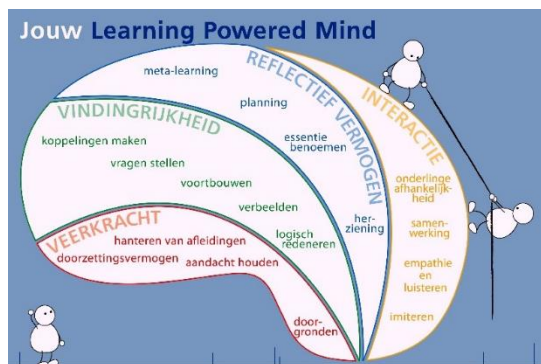 Jouw Learning Powered Mind
REFLECTIEF VERMOGEN
meta-learning
planning
essentie
benoemen
her-
ziening
VINDINGRIJKHEID
koppelingen maken
vragen stellen
voortbouwen
verbeelden
logisch
redeneren
VEERKRACHT
hanteren van afleidingen
doorzettingsvermogen
aandacht houden
door-
gronden
INTERACTIE
onderlinge
afhankelijk-
heid
samen-
werking
empathie
en
luisteren
imiteren